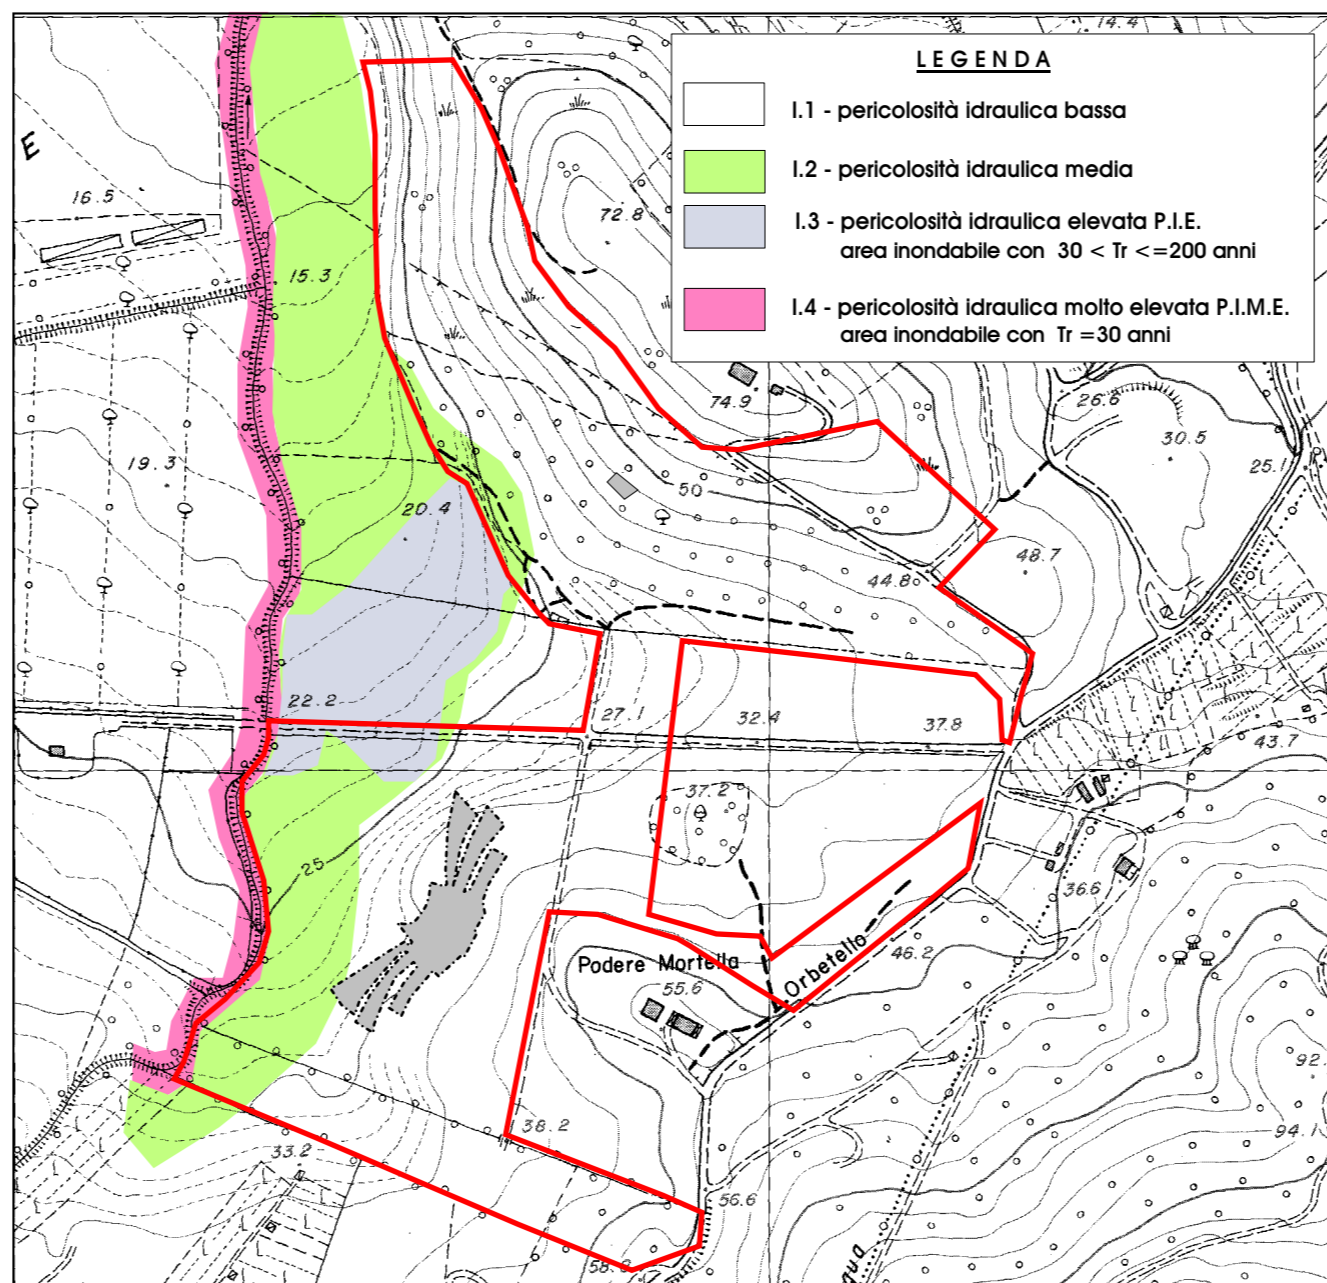 LEGENDA
I.1 - pericolosità idraulica bassa
I.2 - pericolosità idraulica media
I.3 - pericolosità idraulica elevata P.I.E.
area inondabile con 30 < Tr <=200 anni
I.4 - pericolosità idraulica molto elevata P.I.M.E.
area inondabile con Tr =30 anni
14.4
E
16.5
72.8
15.3
74.9
26.6
30.5
25.1
19.3
20.4
50
48.7
44.8
22.2
27.1
32.4
37.8
43.7
37.2
25
36.6
46.2
Orbetello
Podere Mortella
55.6
92.
94.1
38.2
33.2
56.6